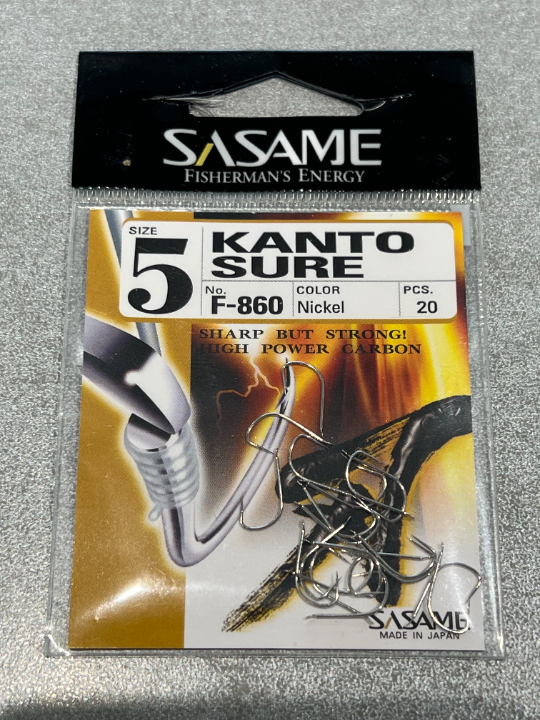 SASAME
FISHERMAN'S ENERGY
SIZE
5
KANTO
SURE
No.
F-860
COLOR
Nickel
PCS.
20
SHARP BUT STRONG!
HIGH POWER CARBON
SASAME
MADE IN JAPAN